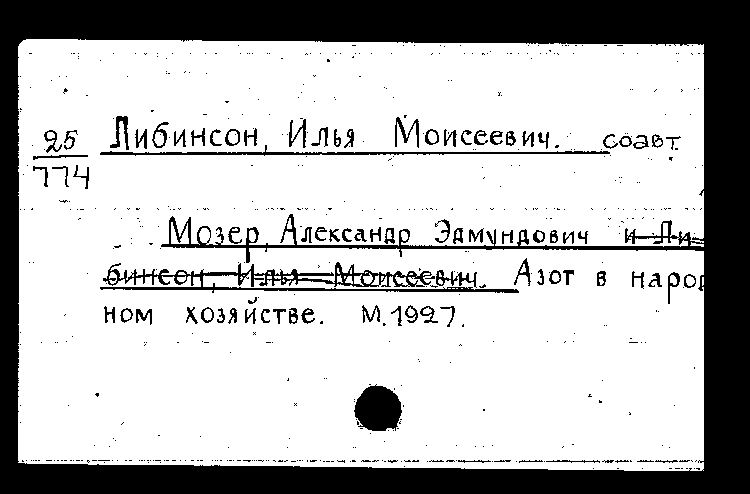 25 Либинсон, Илья Моисеевич. соавт
774
Мозер, Александр Эдмундович и Ли-
бинсон, Илья Моисеевич. Азот в народ
ном хозяйстве. М. 1927.